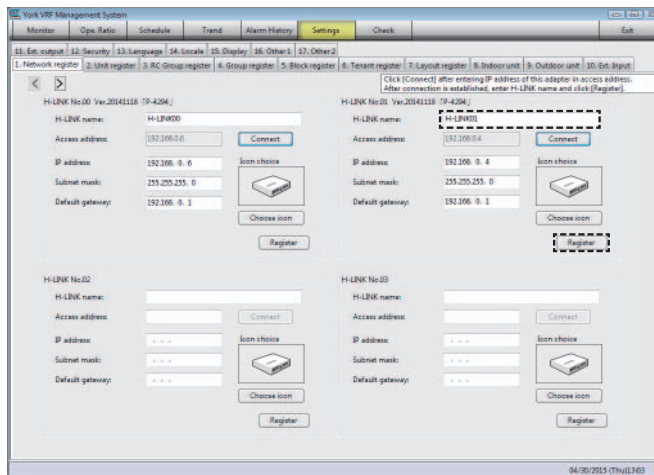 York VRF Management System
Monitor Ope. Ratio Schedule Trend Alarm History Settings Check Exit
11. Ext. output 12. Security 13. Language 14. Locale 15. Display 16. Other1 17. Other2
1. Network register 2. Unit register 3. RC Group register 4. Group register 5. Block register 6. Tenant register 7. Layout register 8. Indoor unit 9. Outdoor unit 10. Ext. Input
< >
Click [Connect] after entering IP address of this adapter in access address.
After connection is established, enter H-LINK name and click [Register].
H-LINK No.00 Ver.20141118 (TP-4294_)
H-LINK name: H-LINK00
Access address: 192.168.0.6 Connect
IP address: 192.168. 0. 6 Icon choice
Subnet mask: 255.255.255. 0
Default gateway: 192.168. 0. 1
Choose icon
Register
H-LINK No.01 Ver.20141118 (TP-4294_)
H-LINK name: H-LINK01
Access address: 192.168.0.4 Connect
IP address: 192.168. 0. 4 Icon choice
Subnet mask: 255.255.255. 0
Default gateway: 192.168. 0. 1
Choose icon
Register
H-LINK No.02
H-LINK name:
Access address: Connect
IP address: . . . Icon choice
Subnet mask: . . .
Default gateway: . . .
Choose icon
Register
H-LINK No.03
H-LINK name:
Access address: Connect
IP address: . . . Icon choice
Subnet mask: . . .
Default gateway: . . .
Choose icon
Register
04/30/2015 (Thu)13:03